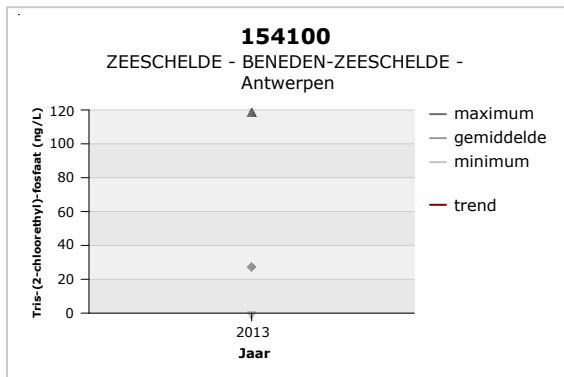 154100
ZEESCHELDE - BENEDEN-ZEESCHELDE -
Antwerpen
Tris-(2-chloorethyl)-fosfaat (ng/L)
120
100
80
60
40
20
0
2013
Jaar
maximum
gemiddelde
minimum
trend